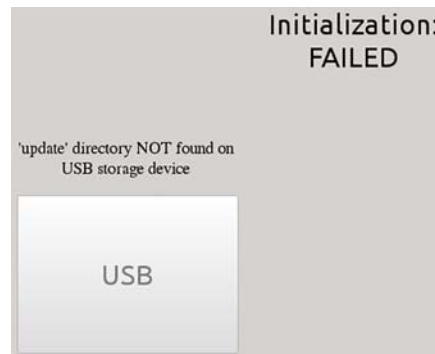 Initialization:
FAILED
'update' directory NOT found on
USB storage device
USB